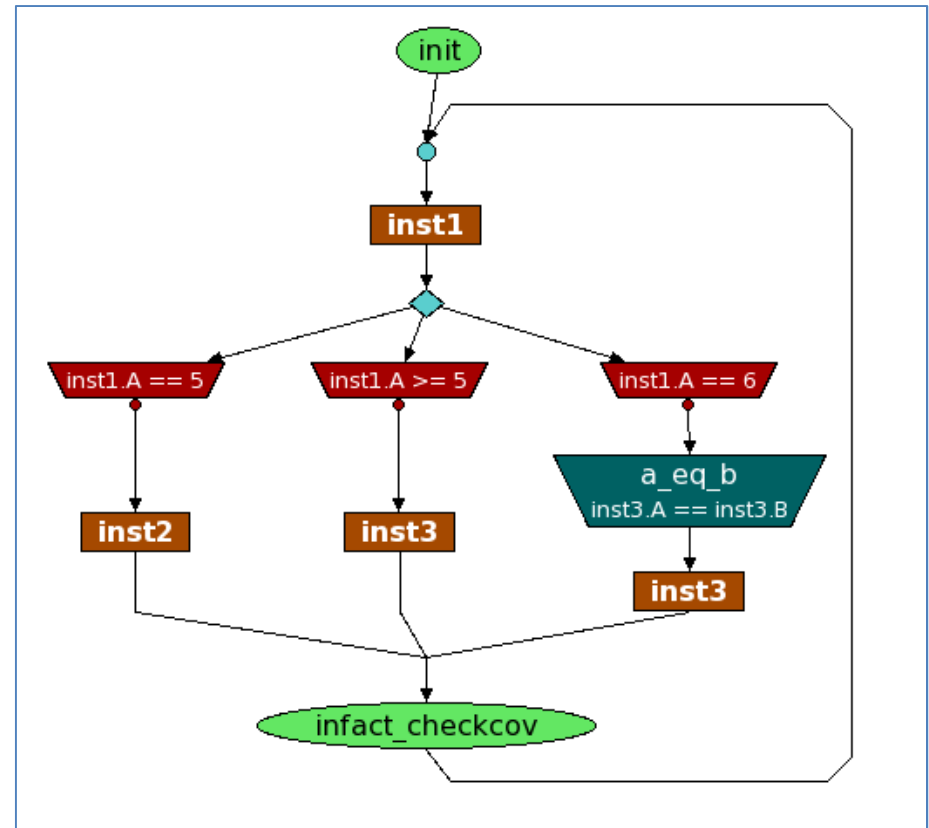 init
inst1
inst1.A == 5
inst1.A >= 5
inst1.A == 6
a_eq_b
inst3.A == inst3.B
inst2
inst3
inst3
infact_checkcov